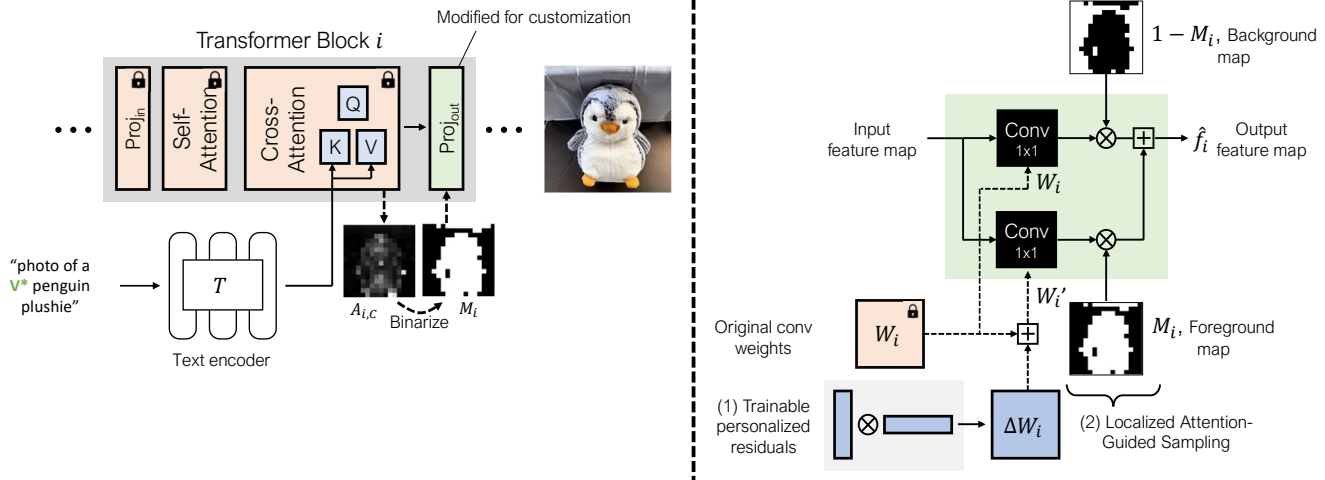 Modified for customization
Transformer Block i
Proj_in
Self-
Attention
Cross-
Attention
Q
K
V
Proj_out
"photo of a
V* penguin
plushie"
T
Text encoder
A_{i,C}
Binarize
M_i
1 − M_i, Background
map
Input
feature map
Conv
1x1
W_i
f̂_i
Output
feature map
Conv
1x1
W_i'
Original conv
weights
W_i
M_i, Foreground
map
(1) Trainable
personalized
residuals
ΔW_i
(2) Localized Attention-
Guided Sampling